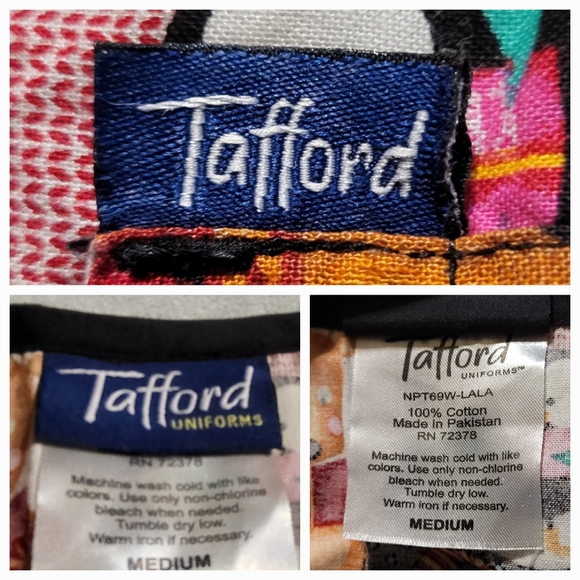 Tafford
Tafford
UNIFORMS
RN 72378
Machine wash cold with like
colors. Use only non-chlorine
bleach when needed.
Tumble dry low.
Warm iron if necessary.
MEDIUM
Tafford
UNIFORMS™
NPT69W-LALA
100% Cotton
Made in Pakistan
RN 72378
Machine wash cold with like
colors. Use only non-chlorine
bleach when needed.
Tumble dry low.
Warm iron if necessary.
MEDIUM